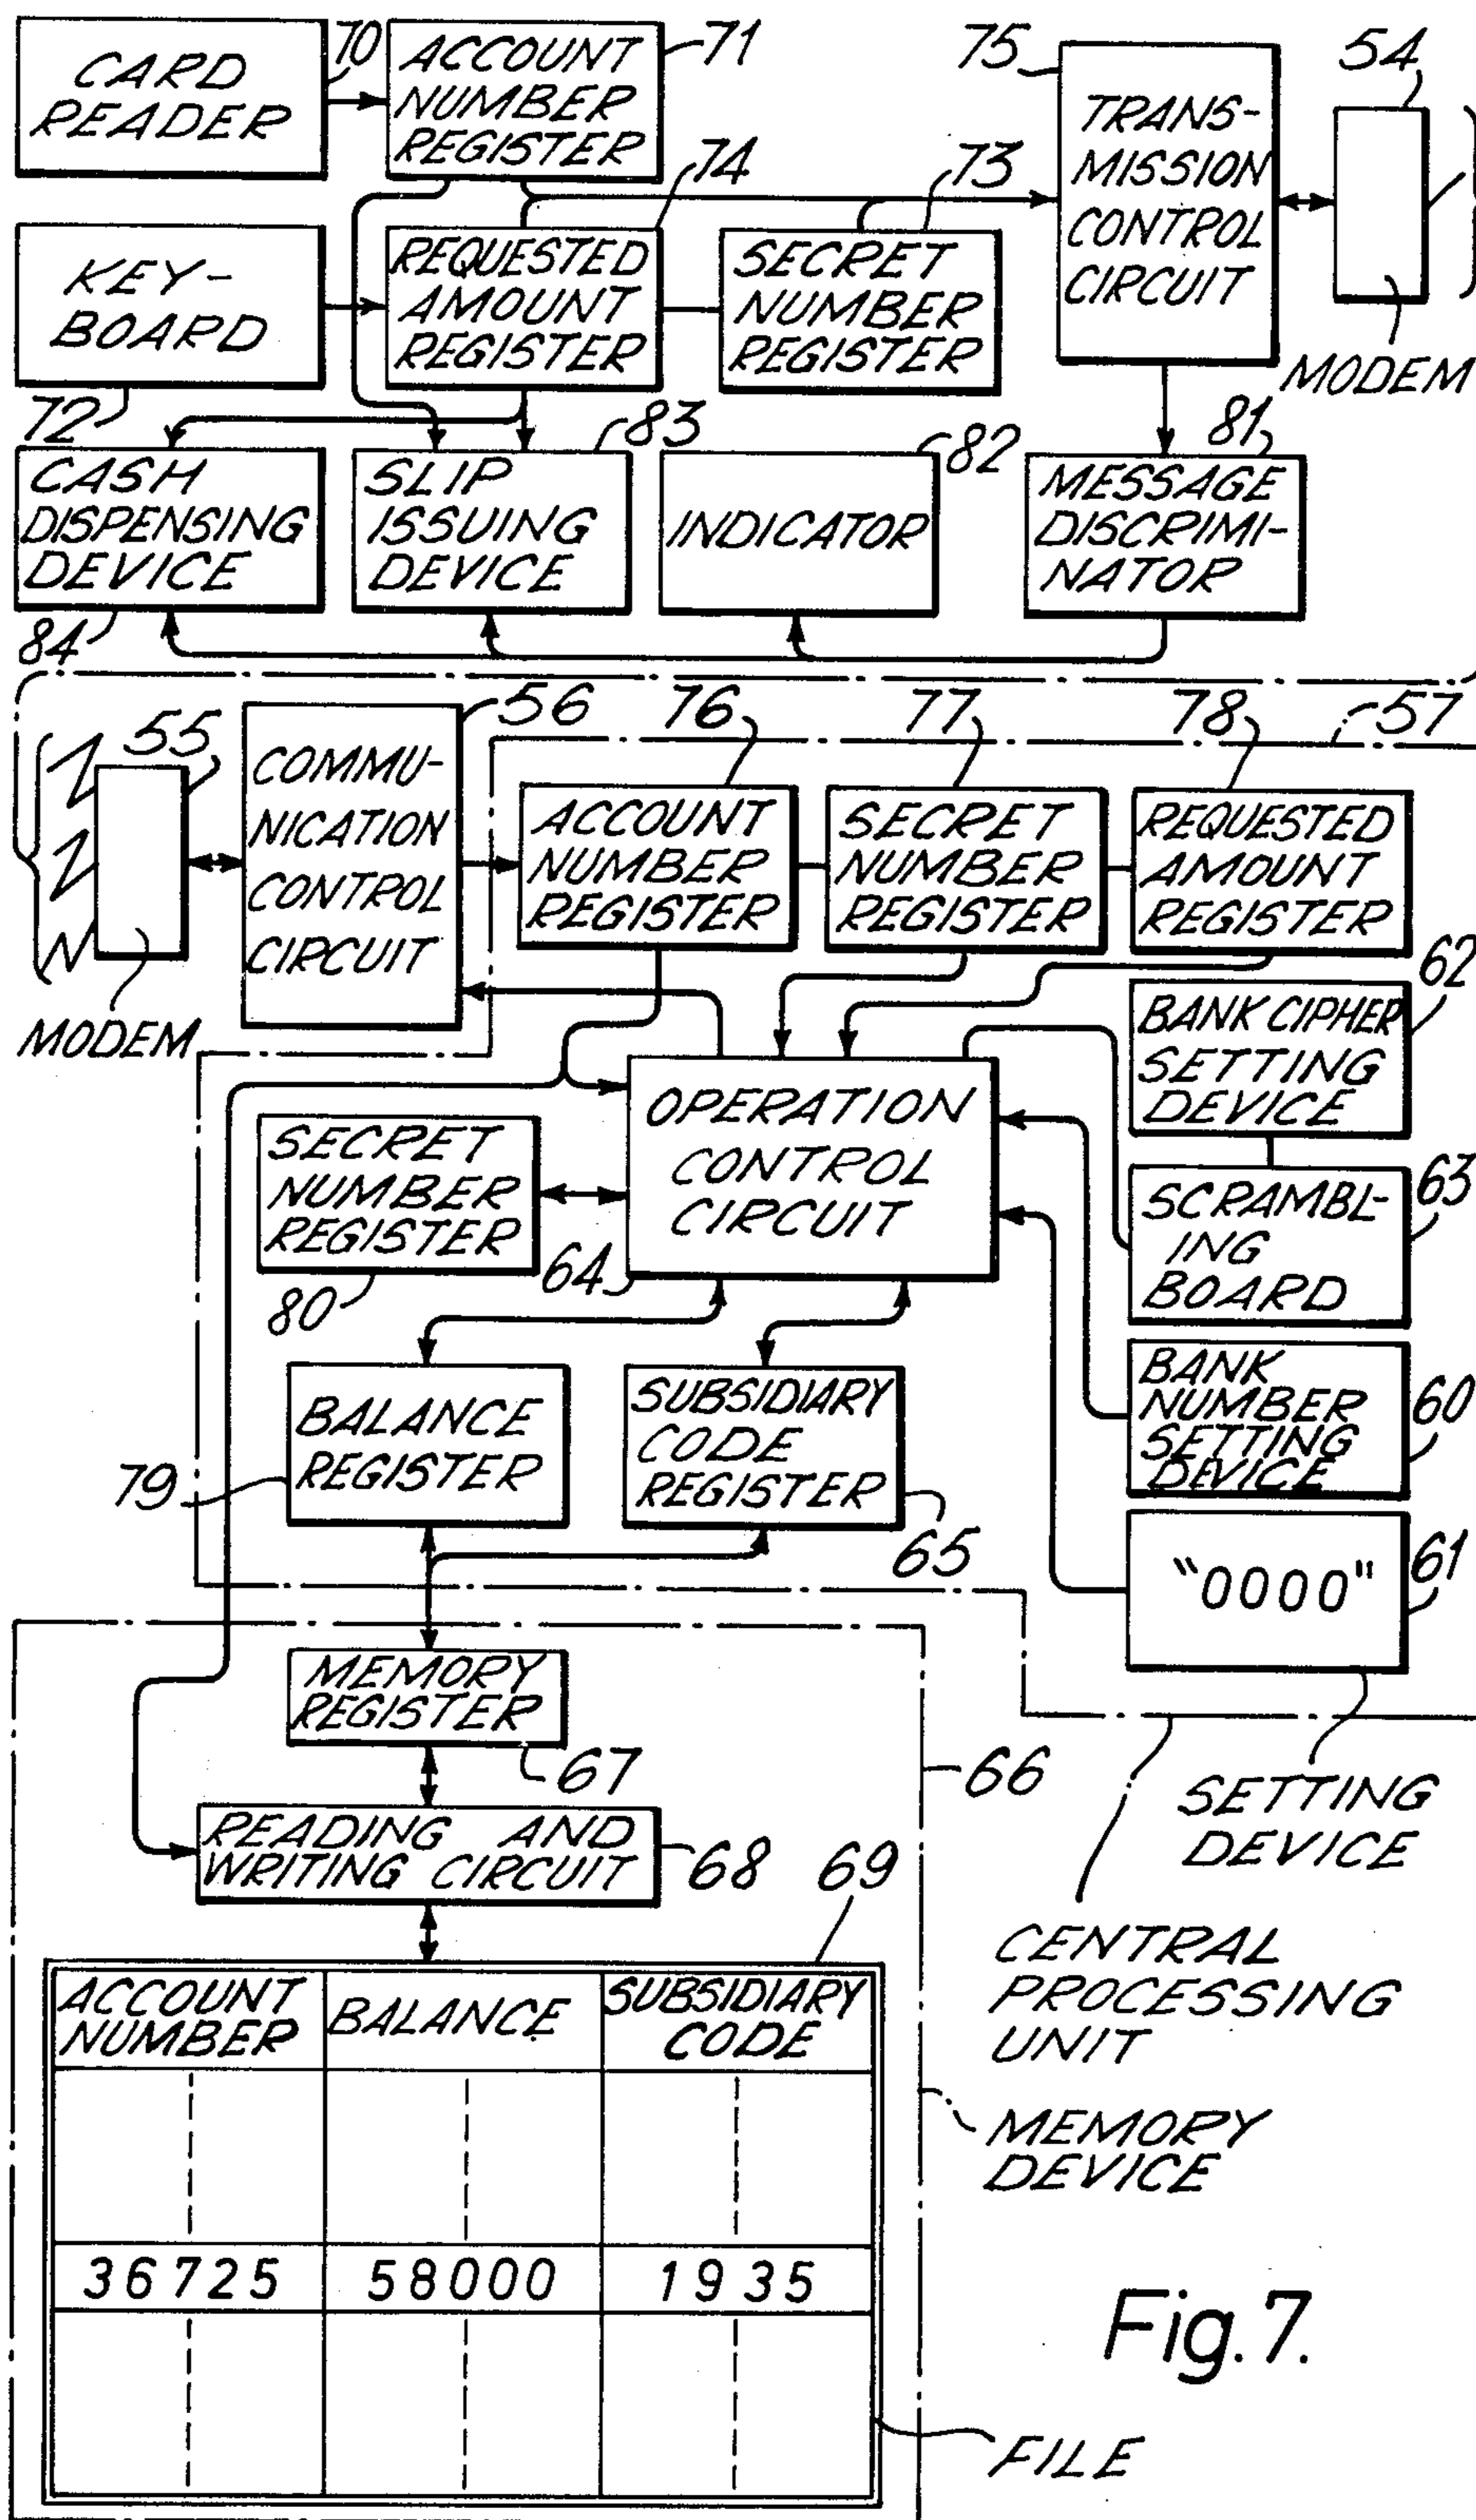 CARD
READER
70
ACCOUNT
NUMBER
REGISTER
71
75
TRANS-
MISSION
CONTROL
CIRCUIT
54
MODEM
KEY-
BOARD
72
74
REQUESTED
AMOUNT
REGISTER
73
SECRET
NUMBER
REGISTER
CASH
DISPENSING
DEVICE
84
83
SLIP
ISSUING
DEVICE
82
INDICATOR
81
MESSAGE
DISCRIMI-
NATOR
55
MODEM
56
COMMU-
NICATION
CONTROL
CIRCUIT
76
ACCOUNT
NUMBER
REGISTER
77
SECRET
NUMBER
REGISTER
78
REQUESTED
AMOUNT
REGISTER
57
62
BANK CIPHER
SETTING
DEVICE
OPERATION
CONTROL
CIRCUIT
64
SECRET
NUMBER
REGISTER
80
63
SCRAMBL-
ING
BOARD
BALANCE
REGISTER
79
SUBSIDIARY
CODE
REGISTER
65
BANK
NUMBER
SETTING
DEVICE
60
"0000"
61
SETTING
DEVICE
MEMORY
REGISTER
67
66
READING AND
WRITING CIRCUIT
68
69
CENTRAL
PROCESSING
UNIT
MEMORY
DEVICE
ACCOUNT
NUMBER
BALANCE
SUBSIDIARY
CODE
36725 58000 1935
FILE
Fig. 7.